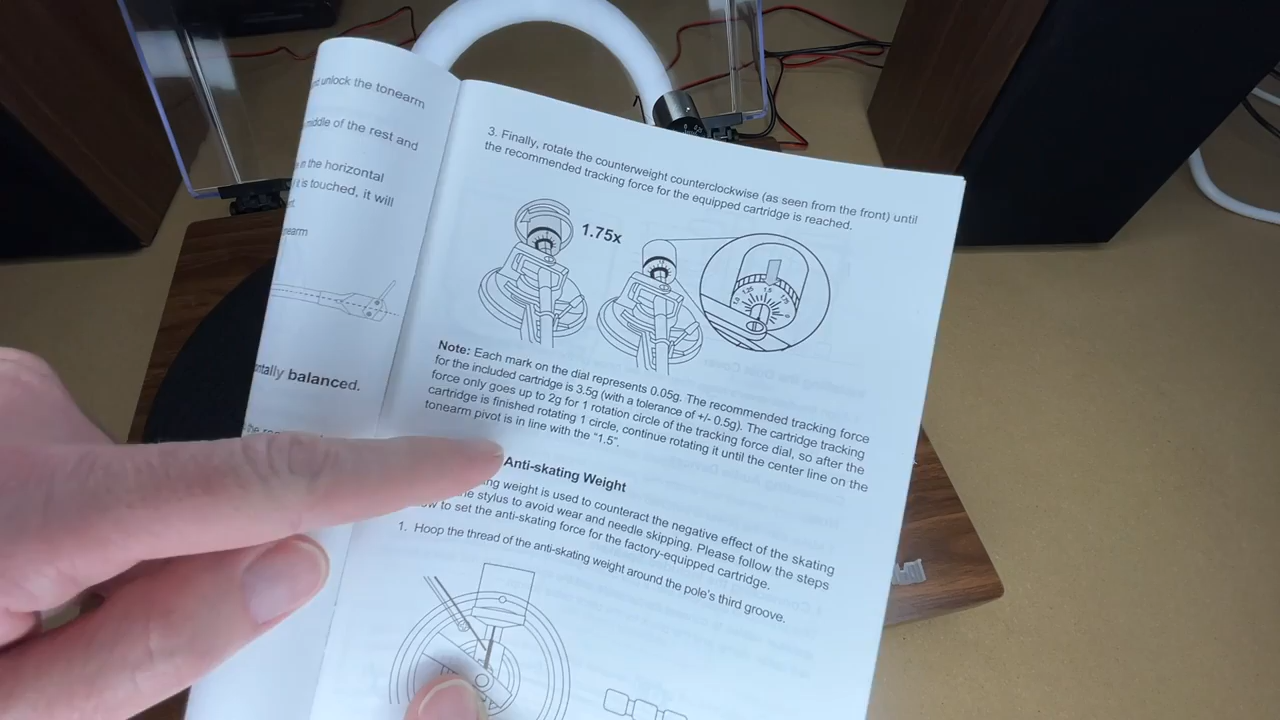 and unlock the tonearm
middle of the rest and
in the horizontal
it is touched, it will
tonearm
ntally balanced.
3. Finally, rotate the counterweight counterclockwise (as seen from the front) until
the recommended tracking force for the equipped cartridge is reached.
1.75x
Note: Each mark on the dial represents 0.05g. The recommended tracking force
for the included cartridge is 3.5g (with a tolerance of +/- 0.5g). The cartridge tracking
force only goes up to 2g for 1 rotation circle of the tracking force dial, so after the
cartridge is finished rotating 1 circle, continue rotating it until the center line on the
tonearm pivot is in line with the "1.5".
Anti-skating Weight
weight is used to counteract the negative effect of the skating
the stylus to avoid wear and needle skipping. Please follow the steps
to set the anti-skating force for the factory-equipped cartridge.
1. Hoop the thread of the anti-skating weight around the pole's third groove.